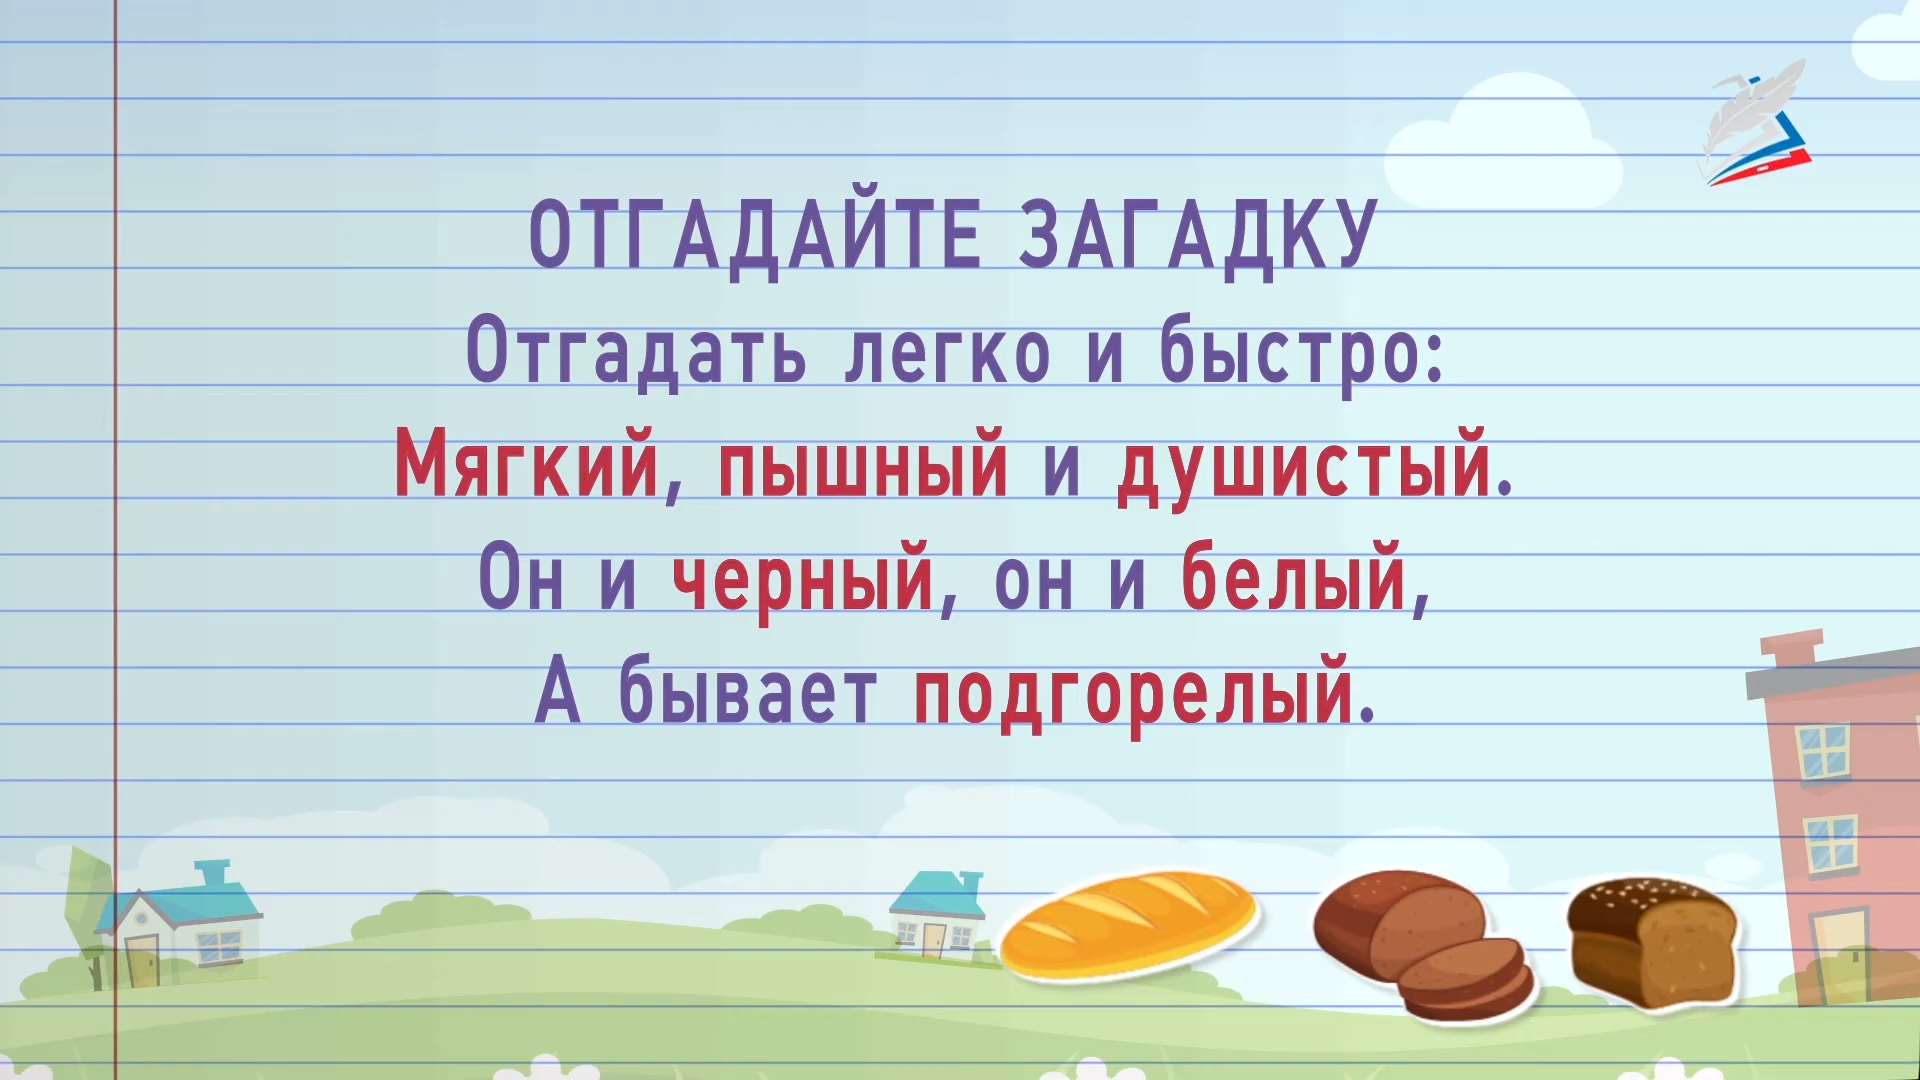 ОТГАДАЙТЕ ЗАГАДКУ
Отгадать легко и быстро:
Мягкий, пышный и душистый.
Он и черный, он и белый,
А бывает подгорелый.